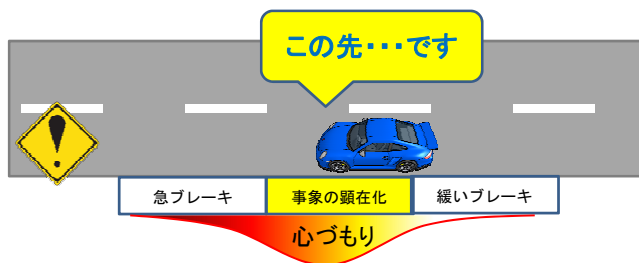 この先・・・です
急ブレーキ
事象の顕在化
緩いブレーキ
心づもり